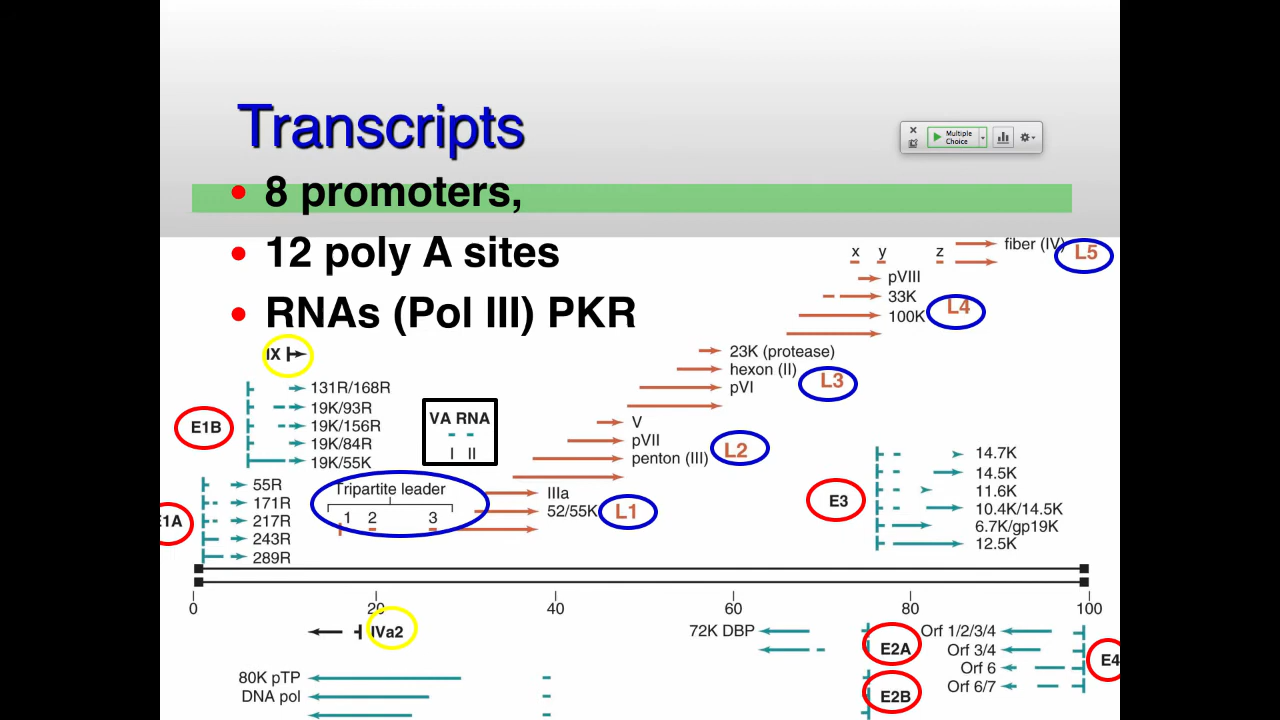 Transcripts
Multiple
Choice
• 8 promoters,
• 12 poly A sites
• RNAs (Pol III) PKR
x y z
fiber (IV)
L5
pVIII
33K
100K
L4
23K (protease)
hexon (II)
pVI
L3
V
pVII
penton (III)
L2
IIIa
52/55K
L1
IX
131R/168R
19K/93R
19K/156R
19K/84R
19K/55K
E1B
VA RNA
I II
Tripartite leader
1 2 3
55R
171R
217R
243R
289R
E1A
E3
14.7K
14.5K
11.6K
10.4K/14.5K
6.7K/gp19K
12.5K
0 20 40 60 80 100
IVa2
72K DBP
E2A
E2B
Orf 1/2/3/4
Orf 3/4
Orf 6
Orf 6/7
E4
80K pTP
DNA pol